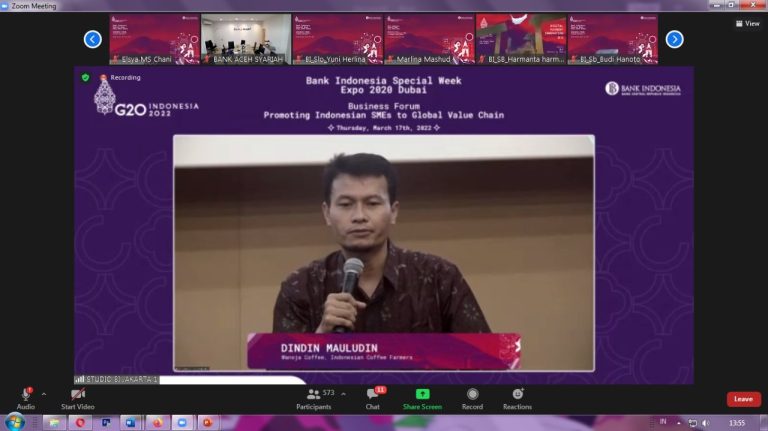 Zoom Meeting
View
Elsya MS Chani
BANK ACEH SYARIAH
BI_Slo_Yuni Herlina
Marlina Mashud
BI_SB_Harmanta harm...
BI_Sb_Budi Hanoto
Recording
G20 INDONESIA
2022
Bank Indonesia Special Week
Expo 2020 Dubai
Business Forum
Promoting Indonesian SMEs to Global Value Chain
Thursday, March 17th, 2022
BANK INDONESIA
DINDIN MAULUDIN
Wanoja Coffee, Indonesian Coffee Farmers
STUDIO BI JAKARTA 1
Audio
Start Video
573
Participants
11
Chat
Share Screen
Record
Reactions
Leave
IN
13:55